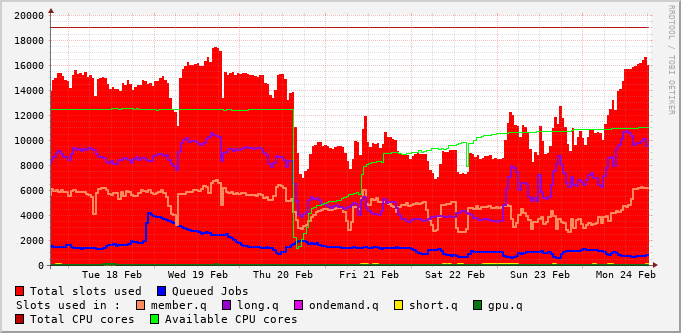 RRDTOOL / TOBI OETIKER
20000
18000
16000
14000
12000
10000
8000
6000
4000
2000
0
Tue 18 Feb Wed 19 Feb Thu 20 Feb Fri 21 Feb Sat 22 Feb Sun 23 Feb Mon 24 Feb
Total slots used Queued Jobs
Slots used in : member.q long.q ondemand.q short.q gpu.q
Total CPU cores Available CPU cores